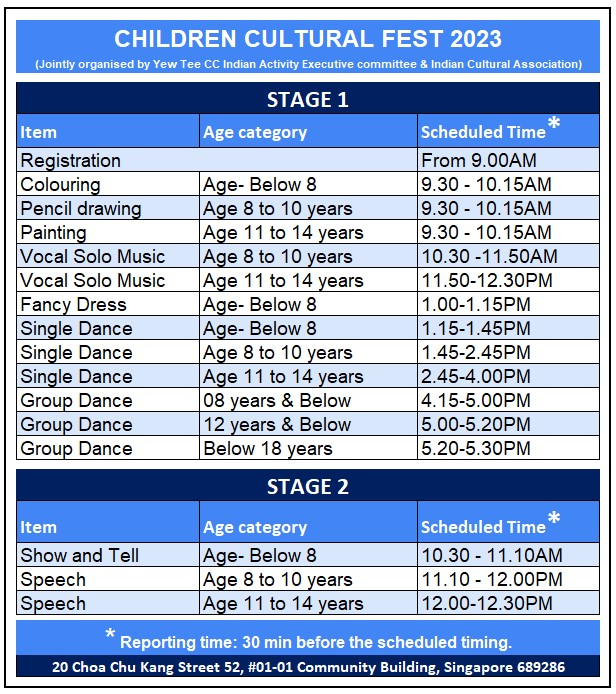 CHILDREN CULTURAL FEST 2023
(Jointly organised by Yew Tee CC Indian Activity Executive committee & Indian Cultural Association)
STAGE 1
Item Age category Scheduled Time*
Registration From 9.00AM
Colouring Age- Below 8 9.30 - 10.15AM
Pencil drawing Age 8 to 10 years 9.30 - 10.15AM
Painting Age 11 to 14 years 9.30 - 10.15AM
Vocal Solo Music Age 8 to 10 years 10.30 -11.50AM
Vocal Solo Music Age 11 to 14 years 11.50-12.30PM
Fancy Dress Age- Below 8 1.00-1.15PM
Single Dance Age- Below 8 1.15-1.45PM
Single Dance Age 8 to 10 years 1.45-2.45PM
Single Dance Age 11 to 14 years 2.45-4.00PM
Group Dance 08 years & Below 4.15-5.00PM
Group Dance 12 years & Below 5.00-5.20PM
Group Dance Below 18 years 5.20-5.30PM
STAGE 2
Item Age category Scheduled Time*
Show and Tell Age- Below 8 10.30 - 11.10AM
Speech Age 8 to 10 years 11.10 - 12.00PM
Speech Age 11 to 14 years 12.00-12.30PM
* Reporting time: 30 min before the scheduled timing.
20 Choa Chu Kang Street 52, #01-01 Community Building, Singapore 689286